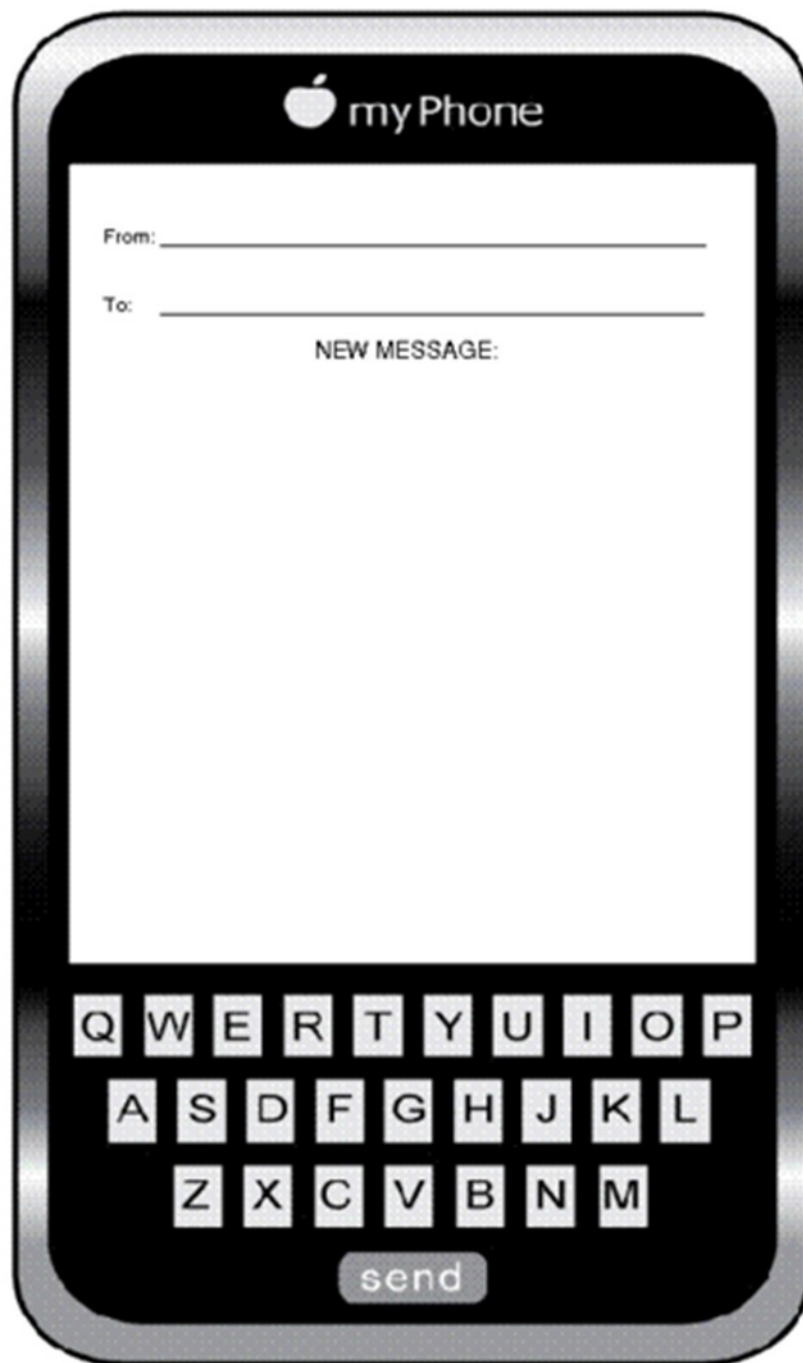 my Phone
From:
To:
NEW MESSAGE:
Q W E R T Y U I O P
A S D F G H J K L
Z X C V B N M
send